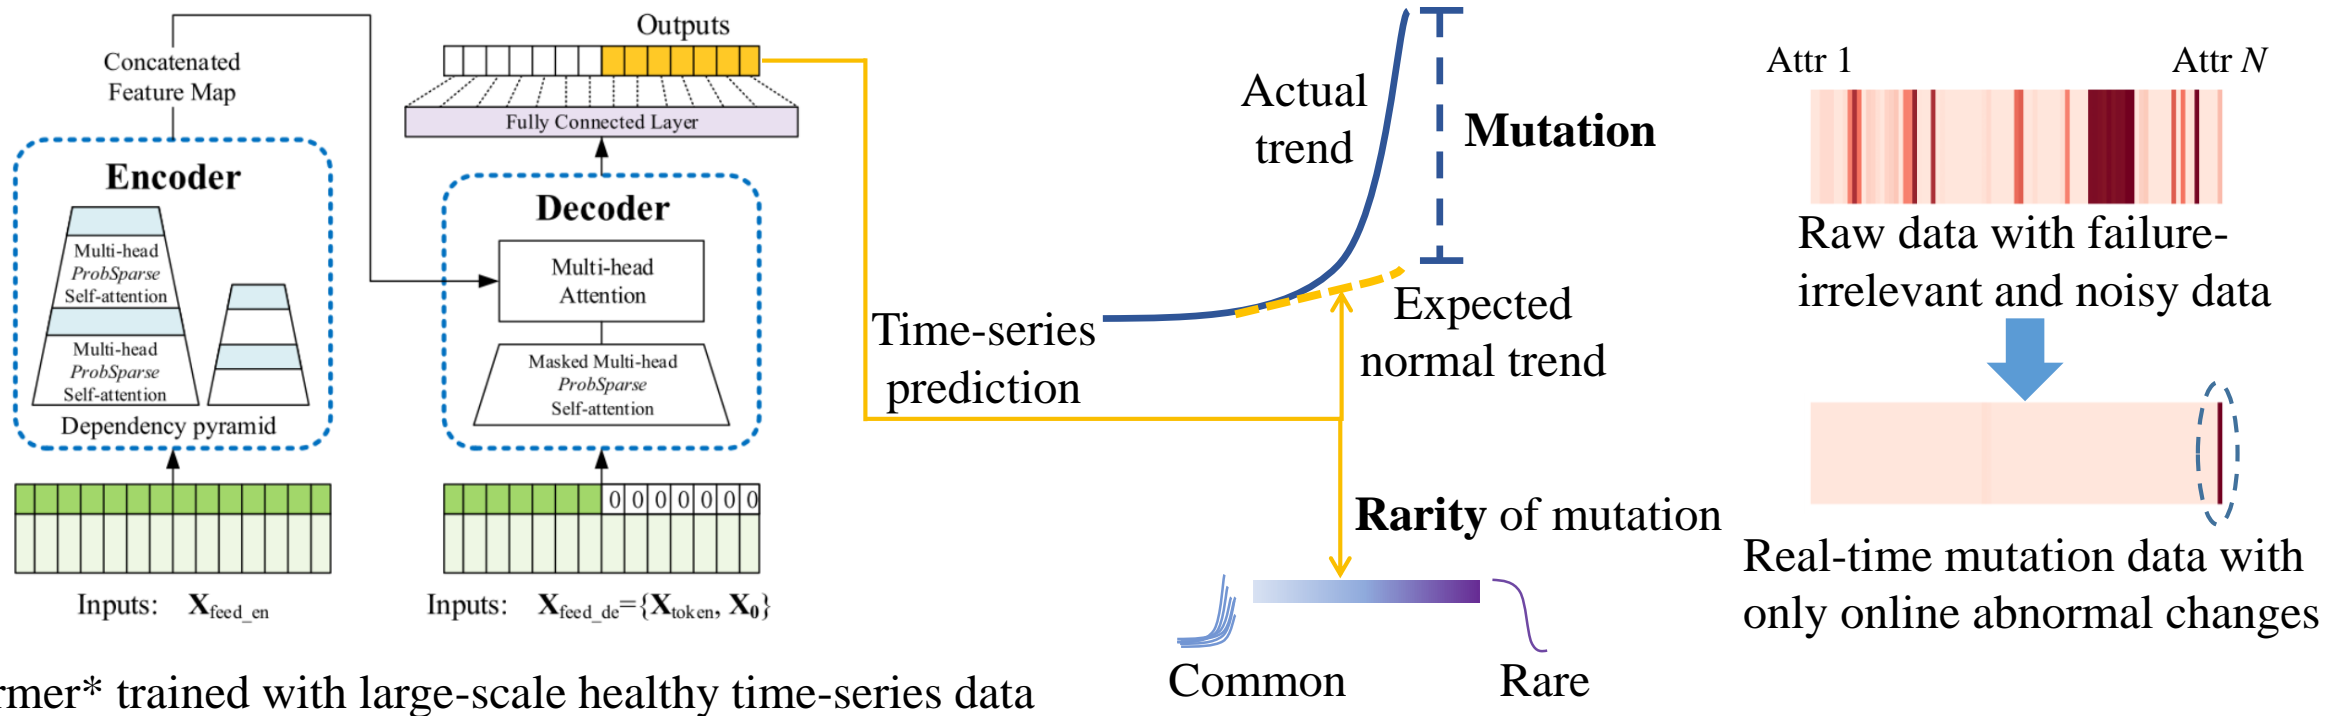 Concatenated
Feature Map
Encoder
Multi-head
ProbSparse
Self-attention
Multi-head
ProbSparse
Self-attention
Dependency pyramid
Inputs: Xfeed_en
Outputs
Fully Connected Layer
Decoder
Multi-head
Attention
Masked Multi-head
ProbSparse
Self-attention
0 0 0 0 0 0 0
Inputs: Xfeed_de={Xtoken, X0}
rmer* trained with large-scale healthy time-series data
Time-series
prediction
Actual
trend
Mutation
Expected
normal trend
Rarity of mutation
Common
Rare
Attr 1
Attr N
Raw data with failure-
irrelevant and noisy data
Real-time mutation data with
only online abnormal changes